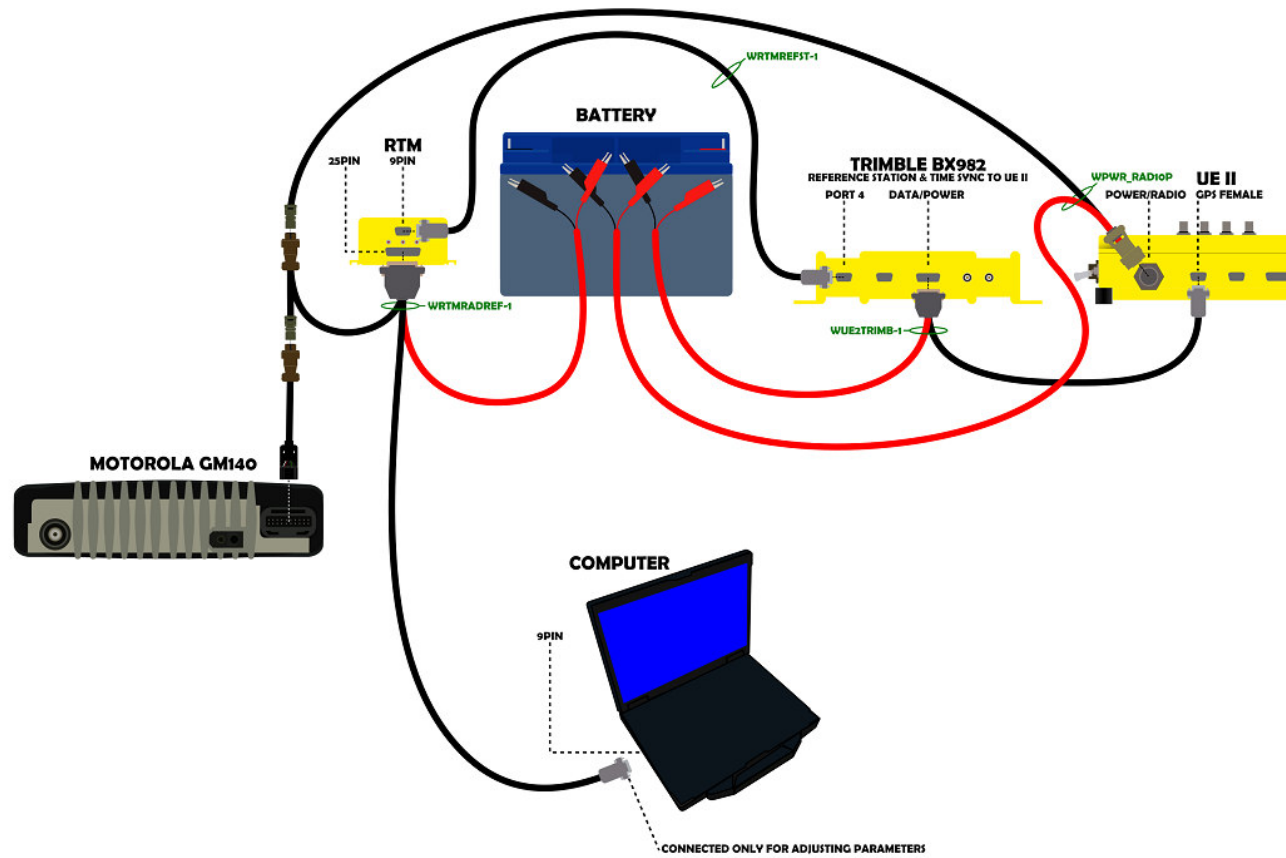 WRTMREFST-1
BATTERY
RTM
25PIN
9PIN
TRIMBLE BX982
REFERENCE STATION & TIME SYNC TO UE II
PORT 4
DATA/POWER
WPWR_RAD10P
UE II
POWER/RADIO
GPS FEMALE
WRTMRADREF-1
WUE2TRIMB-1
MOTOROLA GM140
COMPUTER
9PIN
CONNECTED ONLY FOR ADJUSTING PARAMETERS